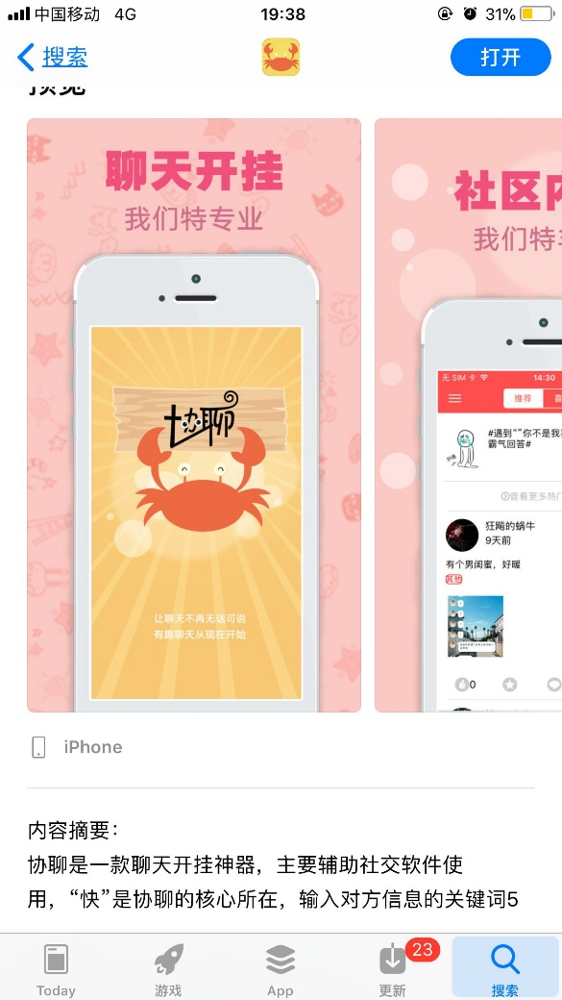 中国移动 4G 19:38 31%
搜索 打开
预览
聊天开挂
我们特专业
协聊
让聊天不再无话可说
有趣聊天从现在开始
社区内
我们特
无 SIM 卡 14:30
推荐
#遇到“”你不是我
霸气回答#
查看更多热门
狂飚的蜗牛
9天前
有个男闺蜜，好暖
其他
0
iPhone
内容摘要：
协聊是一款聊天开挂神器，主要辅助社交软件使
用，“快”是协聊的核心所在，输入对方信息的关键词5
23
Today 游戏 App 更新 搜索